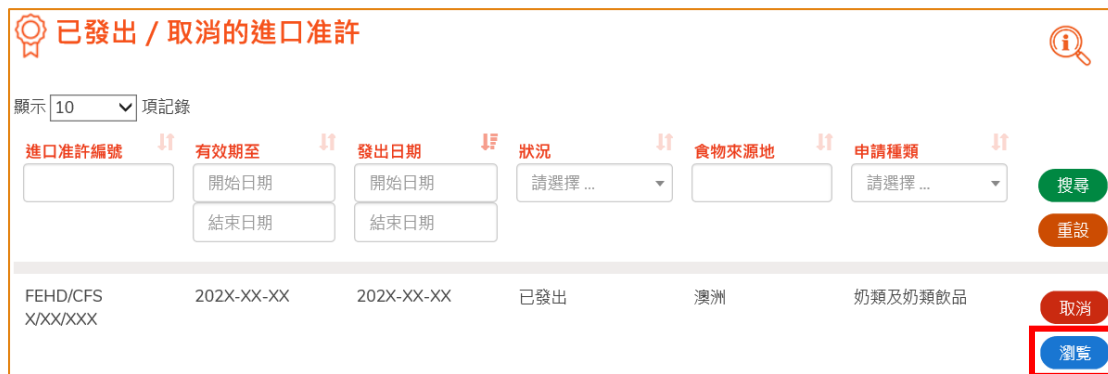 已發出 / 取消的進口准許
顯示 10 項記錄
進口准許編號 有效期至 發出日期 狀況 食物來源地 申請種類
開始日期 開始日期 請選擇 ... 請選擇 ... 搜尋
結束日期 結束日期 重設
FEHD/CFS 202X-XX-XX 202X-XX-XX 已發出 澳洲 奶類及奶類飲品 取消
X/XX/XXX
瀏覧